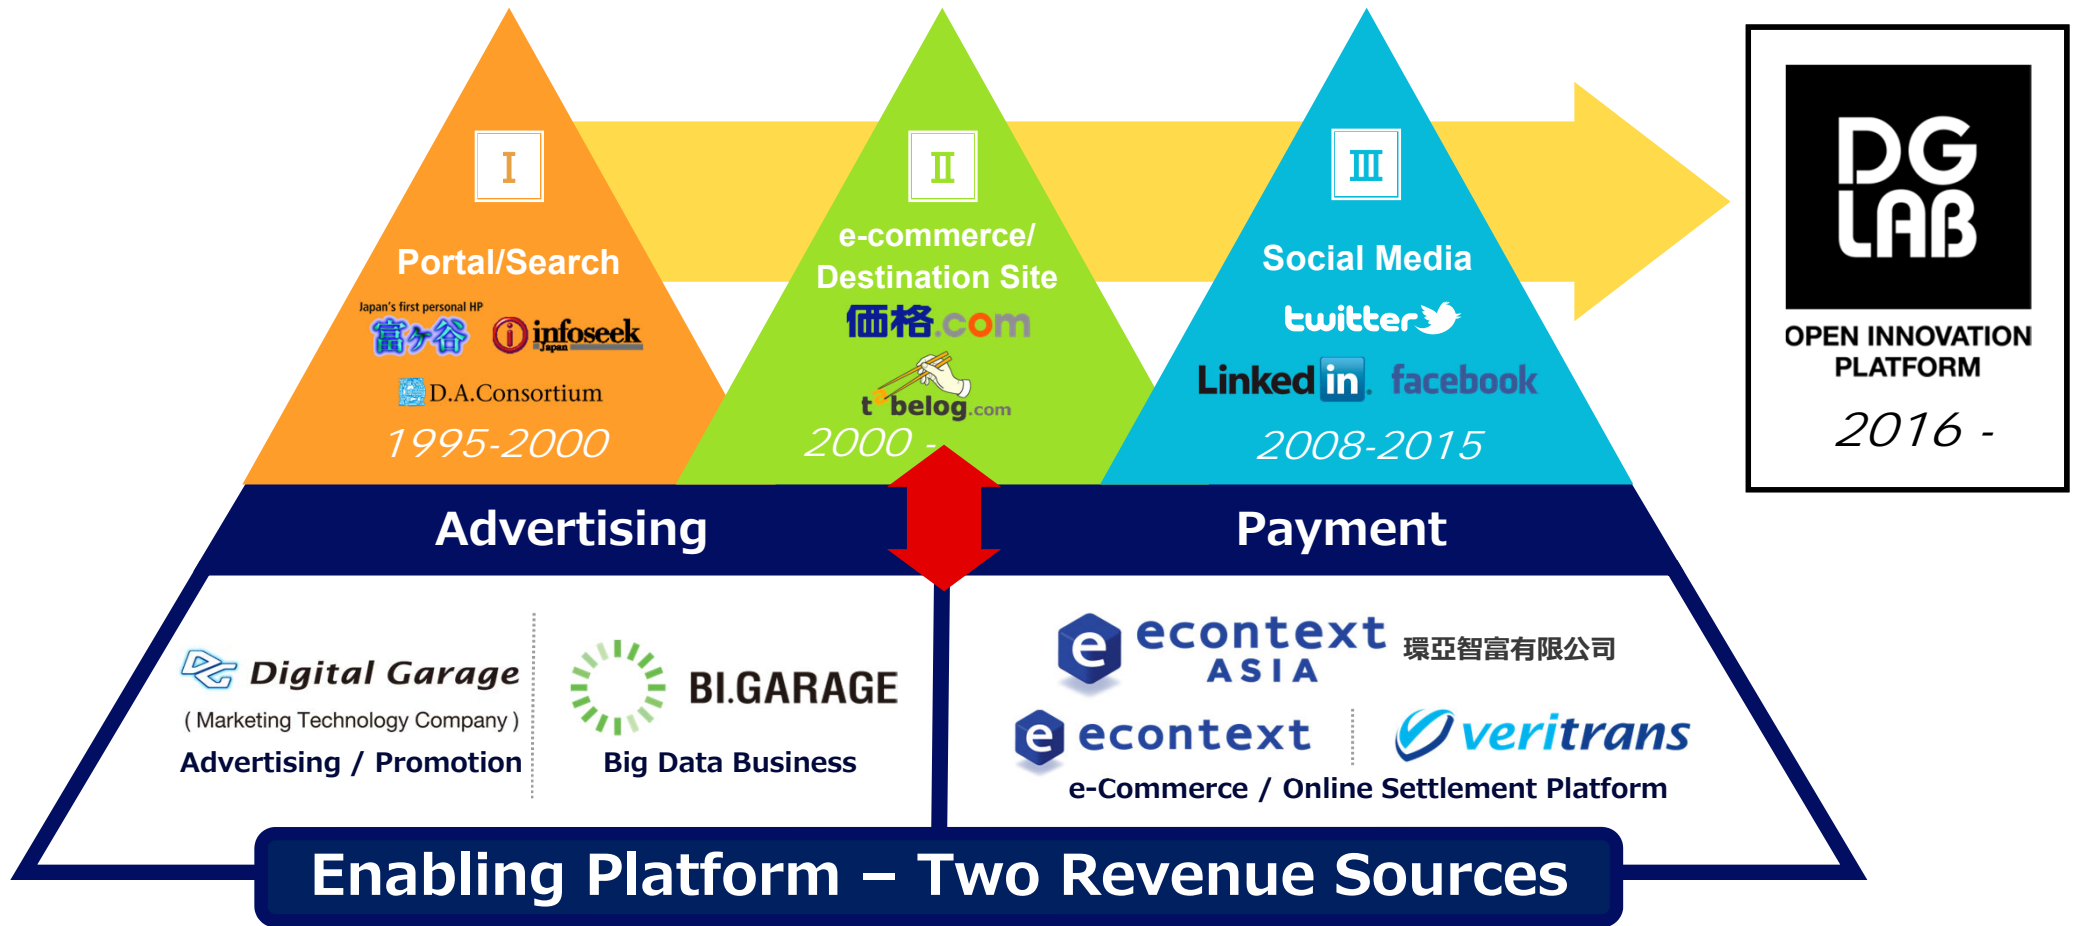 I
Portal/Search
Japan's first personal HP
富ヶ谷
infoseek
Japan
D.A.Consortium
1995-2000
II
e-commerce/
Destination Site
価格.com
tabelog.com
2000 -
III
Social Media
twitter
Linked in. facebook
2008-2015
DG
LAB
OPEN INNOVATION
PLATFORM
2016 -
Advertising
Payment
DG Digital Garage
( Marketing Technology Company )
Advertising / Promotion
BI.GARAGE
Big Data Business
e econtext
ASIA
環亞智富有限公司
e econtext
veritrans
e-Commerce / Online Settlement Platform
Enabling Platform – Two Revenue Sources